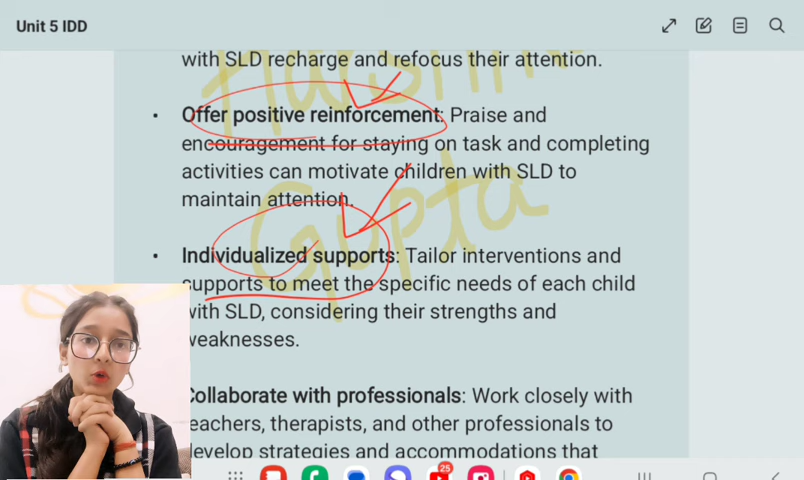 Unit 5 IDD
with SLD recharge and refocus their attention.
• Offer positive reinforcement: Praise and
encouragement for staying on task and completing
activities can motivate children with SLD to
maintain attention.
• Individualized supports: Tailor interventions and
supports to meet the specific needs of each child
with SLD, considering their strengths and
weaknesses.
Collaborate with professionals: Work closely with
teachers, therapists, and other professionals to
develop strategies and accommodations that
Gupta
25